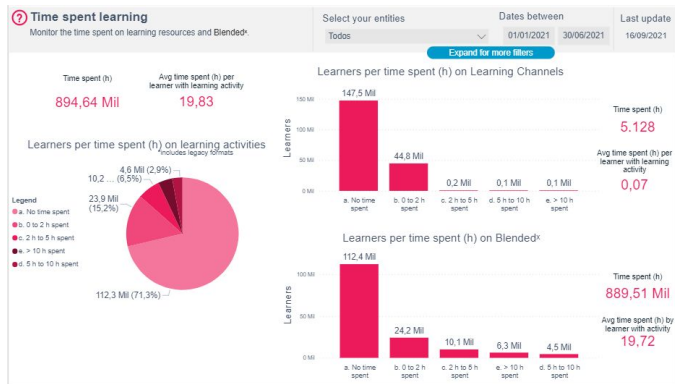 Time spent learning
Monitor the time spent on learning resources and Blendedˣ.
Select your entities
Todos
Dates between
01/01/2021 30/06/2021
Last update
16/09/2021
Expand for more filters
Time spent (h)
894,64 Mil
Avg time spent (h) per
learner with learning activity
19,83
Learners per time spent (h) on learning activities
*includes legacy formats
4,6 Mil (2,9%)
10,2 ...
(6,5%)
23,9 Mil
(15,2%)
112,3 Mil (71,3%)
Legend
a. No time spent
b. 0 to 2 h spent
c. 2 h to 5 h spent
e. > 10 h spent
d. 5 h to 10 h spent
Learners per time spent (h) on Learning Channels
Learners
150 Mil
100 Mil
50 Mil
0 Mil
147,5 Mil
44,8 Mil
0,2 Mil
0,1 Mil
0,1 Mil
a. No time spent
b. 0 to 2 h spent
c. 2 h to 5 h spent
d. 5 h to 10 h spent
e. > 10 h spent
Time spent (h)
5.128
Avg time spent (h) per
learner with learning
activity
0,07
Learners per time spent (h) on Blendedˣ
Learners
100 Mil
50 Mil
0 Mil
112,4 Mil
24,2 Mil
10,1 Mil
6,3 Mil
4,5 Mil
a. No time spent
b. 0 to 2 h spent
c. 2 h to 5 h spent
e. > 10 h spent
d. 5 h to 10 h spent
Time spent (h)
889,51 Mil
Avg time spent (h) by
learner with activity
19,72